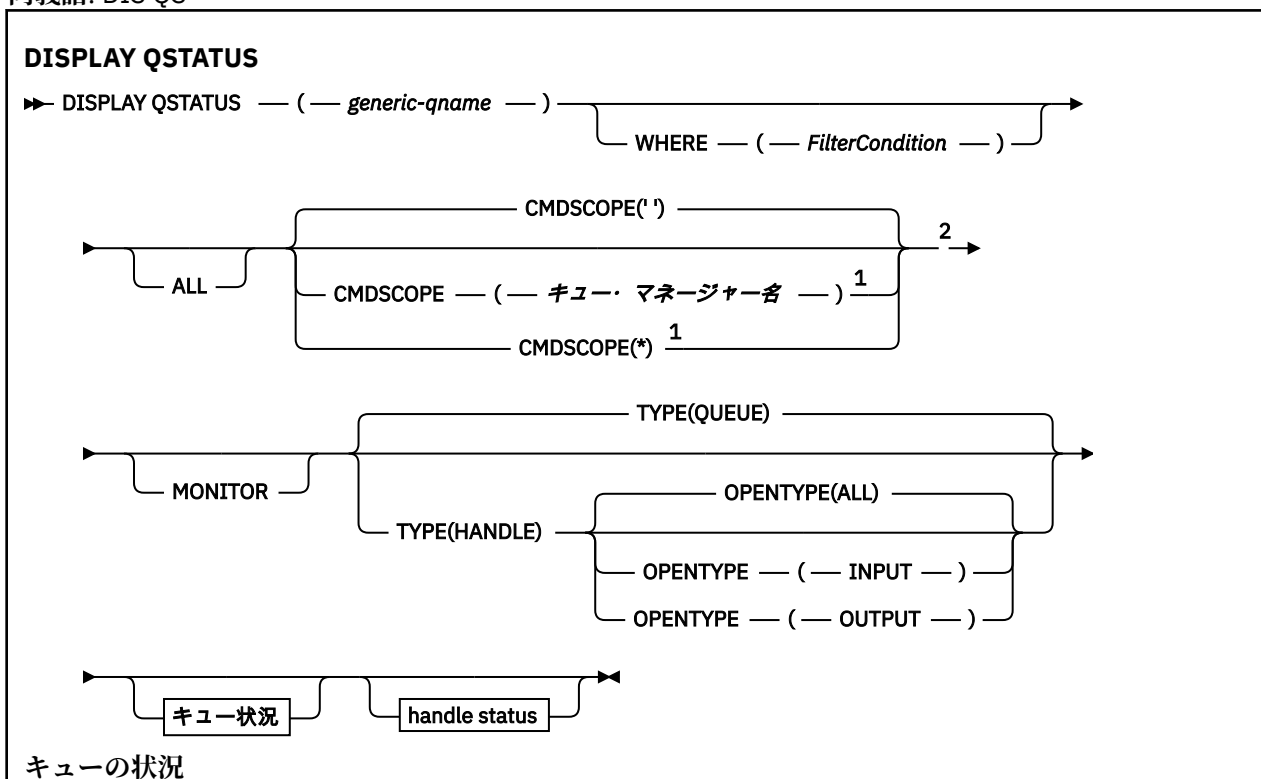 DISPLAY QSTATUS
DISPLAY QSTATUS ( generic-qname )
WHERE ( FilterCondition )
CMDSCOPE(' ')
2
ALL
CMDSCOPE ( キュー・マネージャー名 ) 1
CMDSCOPE(*) 1
TYPE(QUEUE)
MONITOR
OPENTYPE(ALL)
TYPE(HANDLE)
OPENTYPE ( INPUT )
OPENTYPE ( OUTPUT )
キュー状況
handle status
キューの状況